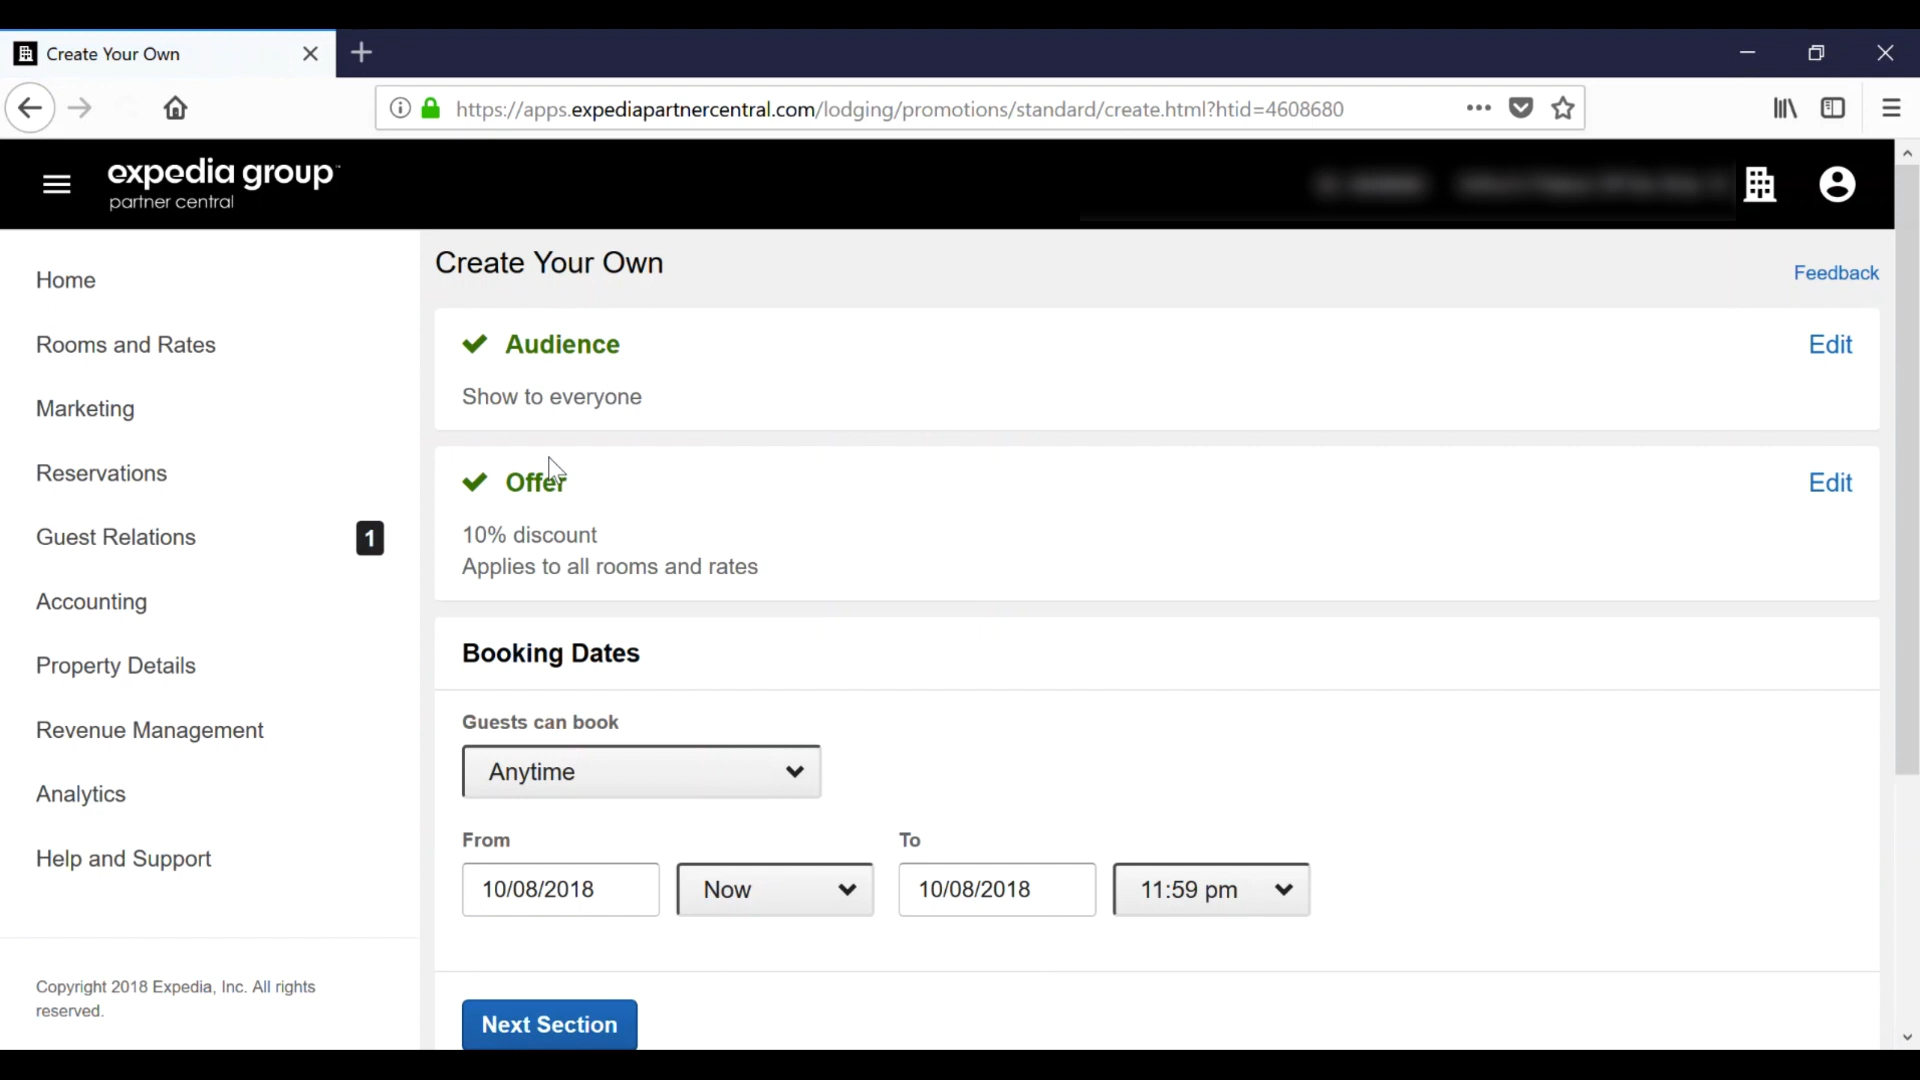 Create Your Own
https://apps.expediapartnercentral.com/lodging/promotions/standard/create.html?htid=4608680
expedia group™
partner central
Home
Rooms and Rates
Marketing
Reservations
Guest Relations 1
Accounting
Property Details
Revenue Management
Analytics
Help and Support
Copyright 2018 Expedia, Inc. All rights
reserved.
Create Your Own
Feedback
Audience Edit
Show to everyone
Offer Edit
10% discount
Applies to all rooms and rates
Booking Dates
Guests can book
Anytime
From To
10/08/2018 Now 10/08/2018 11:59 pm
Next Section